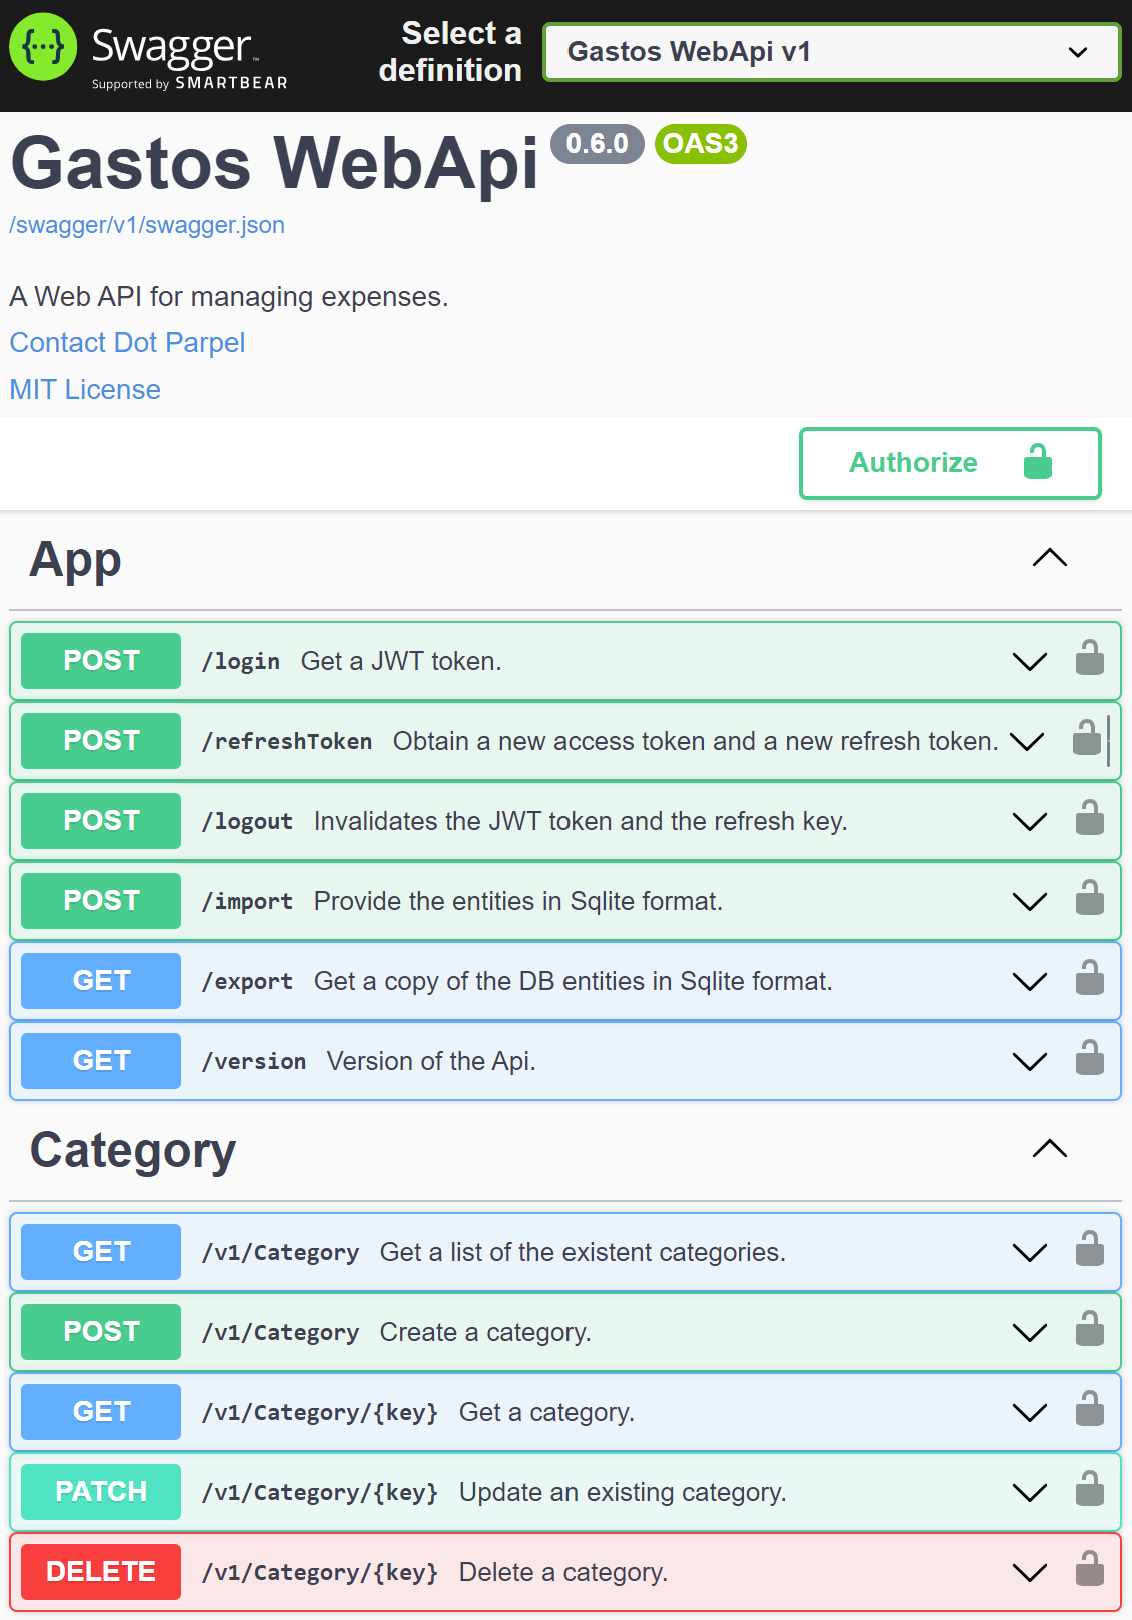 {···} Swagger™
Supported by SMARTBEAR
Select a
definition
Gastos WebApi v1
Gastos WebApi 0.6.0 OAS3
/swagger/v1/swagger.json
A Web API for managing expenses.
Contact Dot Parpel
MIT License
Authorize
App
POST /login Get a JWT token.
POST /refreshToken Obtain a new access token and a new refresh token.
POST /logout Invalidates the JWT token and the refresh key.
POST /import Provide the entities in Sqlite format.
GET /export Get a copy of the DB entities in Sqlite format.
GET /version Version of the Api.
Category
GET /v1/Category Get a list of the existent categories.
POST /v1/Category Create a category.
GET /v1/Category/{key} Get a category.
PATCH /v1/Category/{key} Update an existing category.
DELETE /v1/Category/{key} Delete a category.